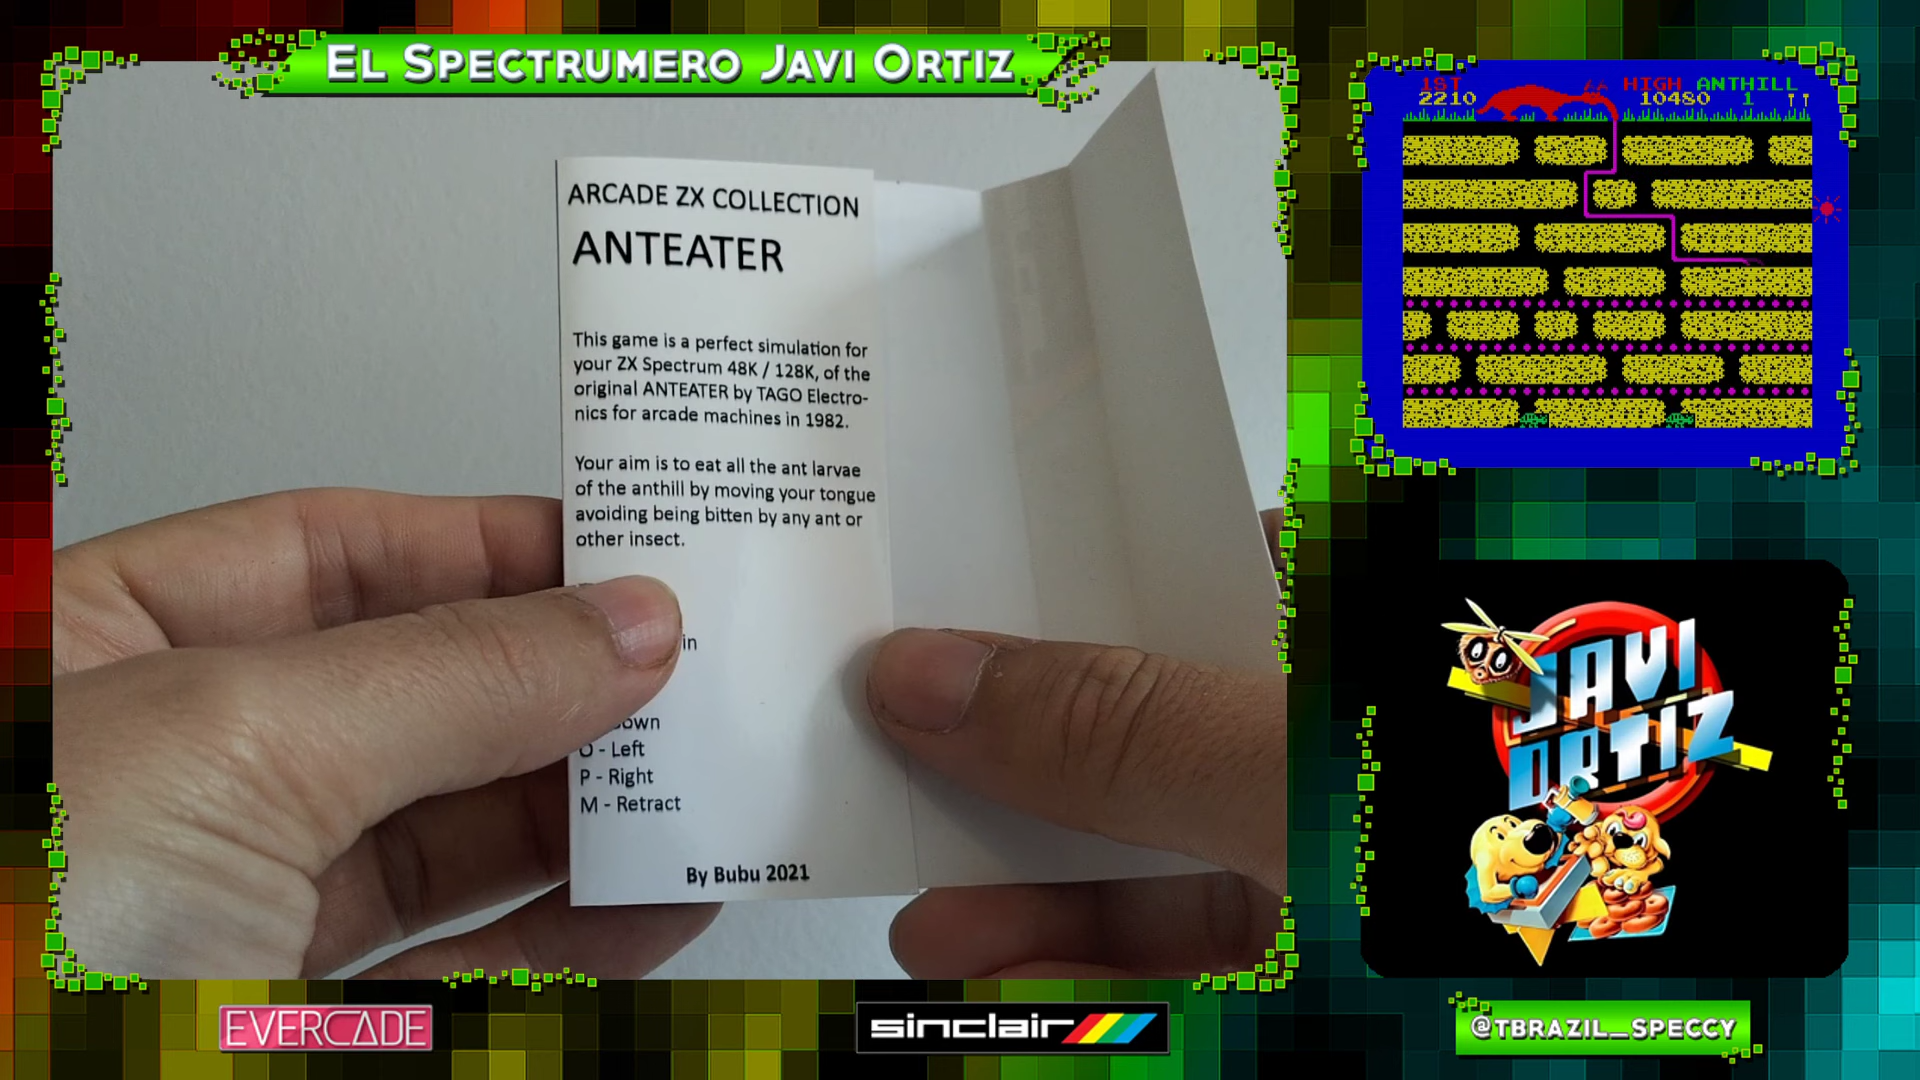 EL SPECTRUMERO JAVI ORTIZ
ARCADE ZX COLLECTION
ANTEATER
This game is a perfect simulation for
your ZX Spectrum 48K / 128K, of the
original ANTEATER by TAGO Electro-
nics for arcade machines in 1982.
Your aim is to eat all the ant larvae
of the anthill by moving your tongue
avoiding being bitten by any ant or
other insect.
O - Left
P - Right
M - Retract
By Bubu 2021
1ST HIGH ANTHILL
2210 10480 1
JAVI
ORTIZ
EVERCADE
sinclair
@TBRAZIL_SPECCY